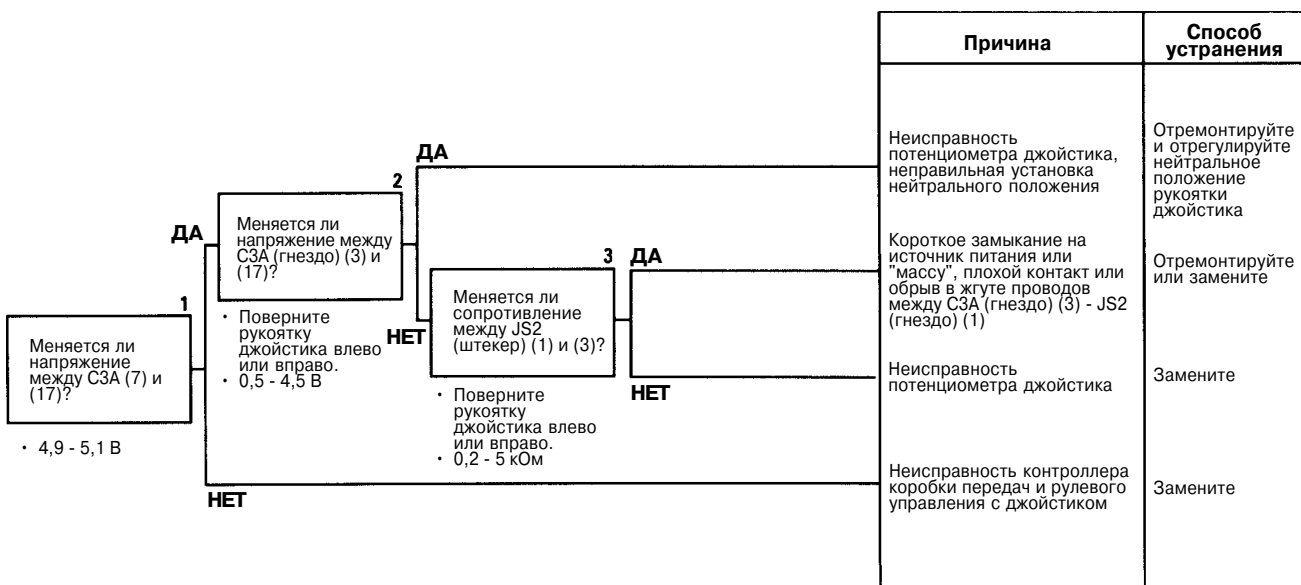 Причина
Способ
устранения
1
Меняется ли
напряжение
между СЗА (7) и
(17)?
· 4,9 - 5,1 В
ДА
НЕТ
2
Меняется ли
напряжение между
СЗА (гнездо) (3) и
(17)?
· Поверните
рукоятку
джойстика влево
или вправо.
· 0,5 - 4,5 В
ДА
НЕТ
3
Меняется ли
сопротивление
между JS2
(штекер) (1) и (3)?
· Поверните
рукоятку
джойстика влево
или вправо.
· 0,2 - 5 кОм
ДА
НЕТ
Неисправность
потенциометра джойстика,
неправильная установка
нейтрального положения
Отремонтируйте
и отрегулируйте
нейтральное
положение
рукоятки
джойстика
Короткое замыкание на
источник питания или
"массу", плохой контакт или
обрыв в жгуте проводов
между СЗА (гнездо) (3) - JS2
(гнездо) (1)
Отремонтируйте
или замените
Неисправность
потенциометра джойстика
Замените
Неисправность контроллера
коробки передач и рулевого
управления с джойстиком
Замените